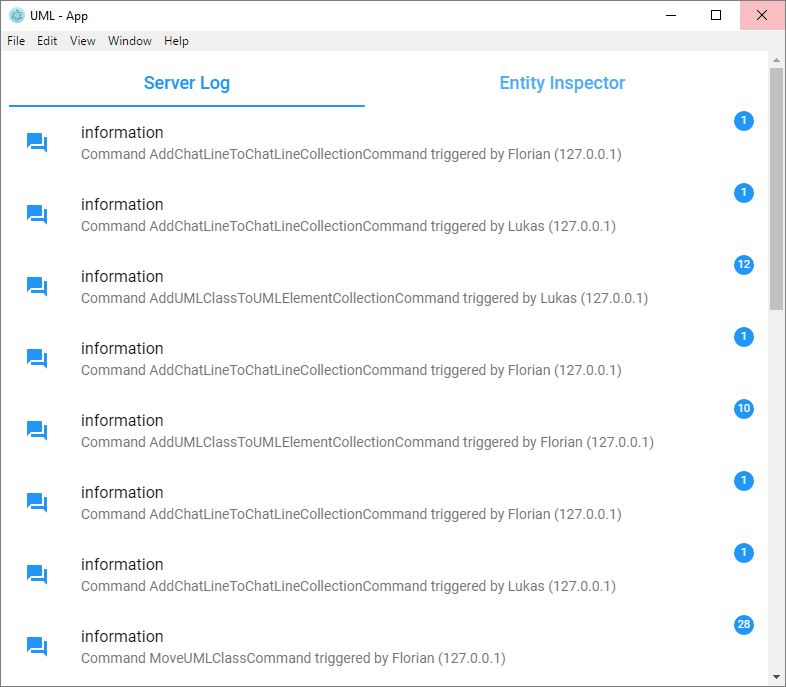 UML - App
File Edit View Window Help
Server Log Entity Inspector
information 1
Command AddChatLineToChatLineCollectionCommand triggered by Florian (127.0.0.1)
information 1
Command AddChatLineToChatLineCollectionCommand triggered by Lukas (127.0.0.1)
information 12
Command AddUMLClassToUMLElementCollectionCommand triggered by Lukas (127.0.0.1)
information 1
Command AddChatLineToChatLineCollectionCommand triggered by Florian (127.0.0.1)
information 10
Command AddUMLClassToUMLElementCollectionCommand triggered by Florian (127.0.0.1)
information 1
Command AddChatLineToChatLineCollectionCommand triggered by Florian (127.0.0.1)
information 1
Command AddChatLineToChatLineCollectionCommand triggered by Lukas (127.0.0.1)
information 28
Command MoveUMLClassCommand triggered by Florian (127.0.0.1)